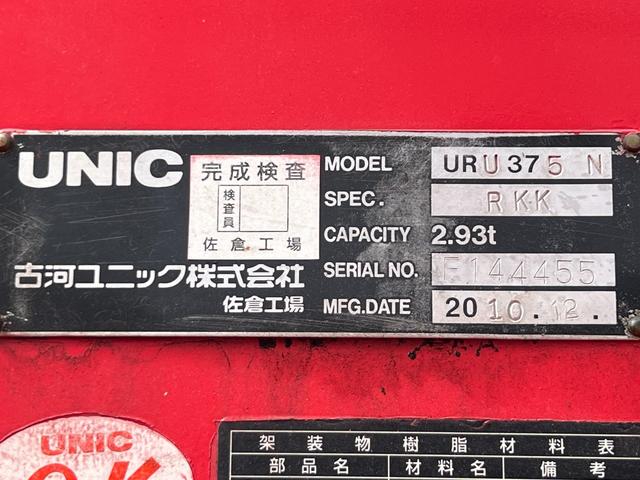 UNIC
完成検査
検査員
佐倉工場
古河ユニック株式会社
佐倉工場
MODEL URU375N
SPEC. RKK
CAPACITY 2.93t
SERIAL NO. E144455
MFG.DATE 2010.12.
UNIC
OK
架装物樹脂材料表
部品名 材料名 備考